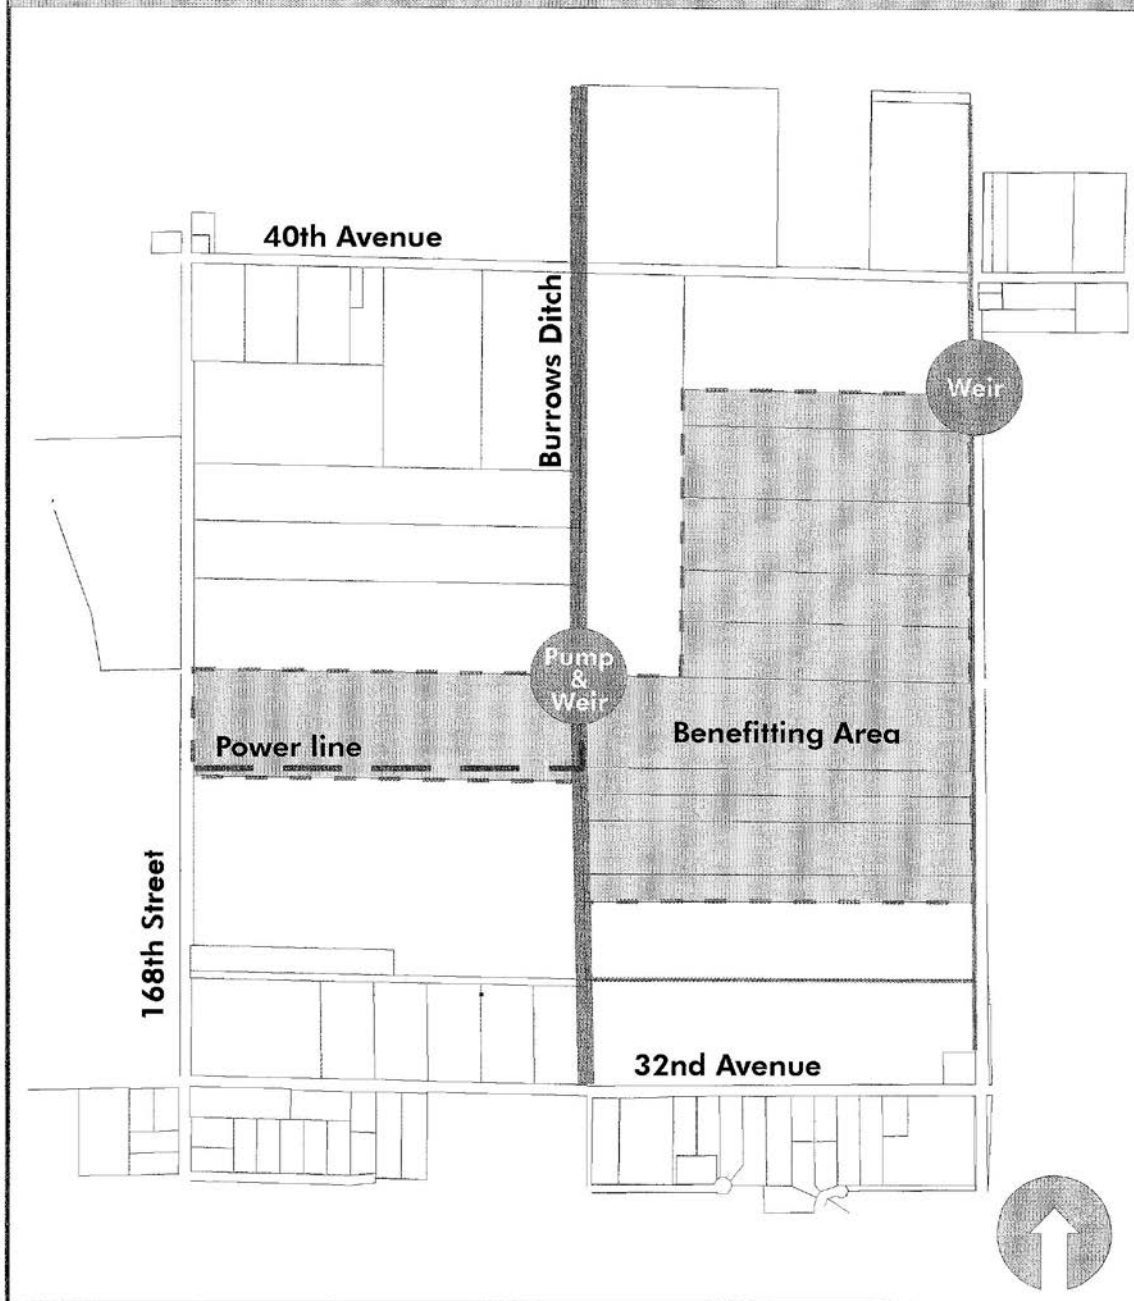 40th Avenue
Burrows Ditch
Weir
Pump
&
Weir
Benefitting Area
Power line
168th Street
32nd Avenue